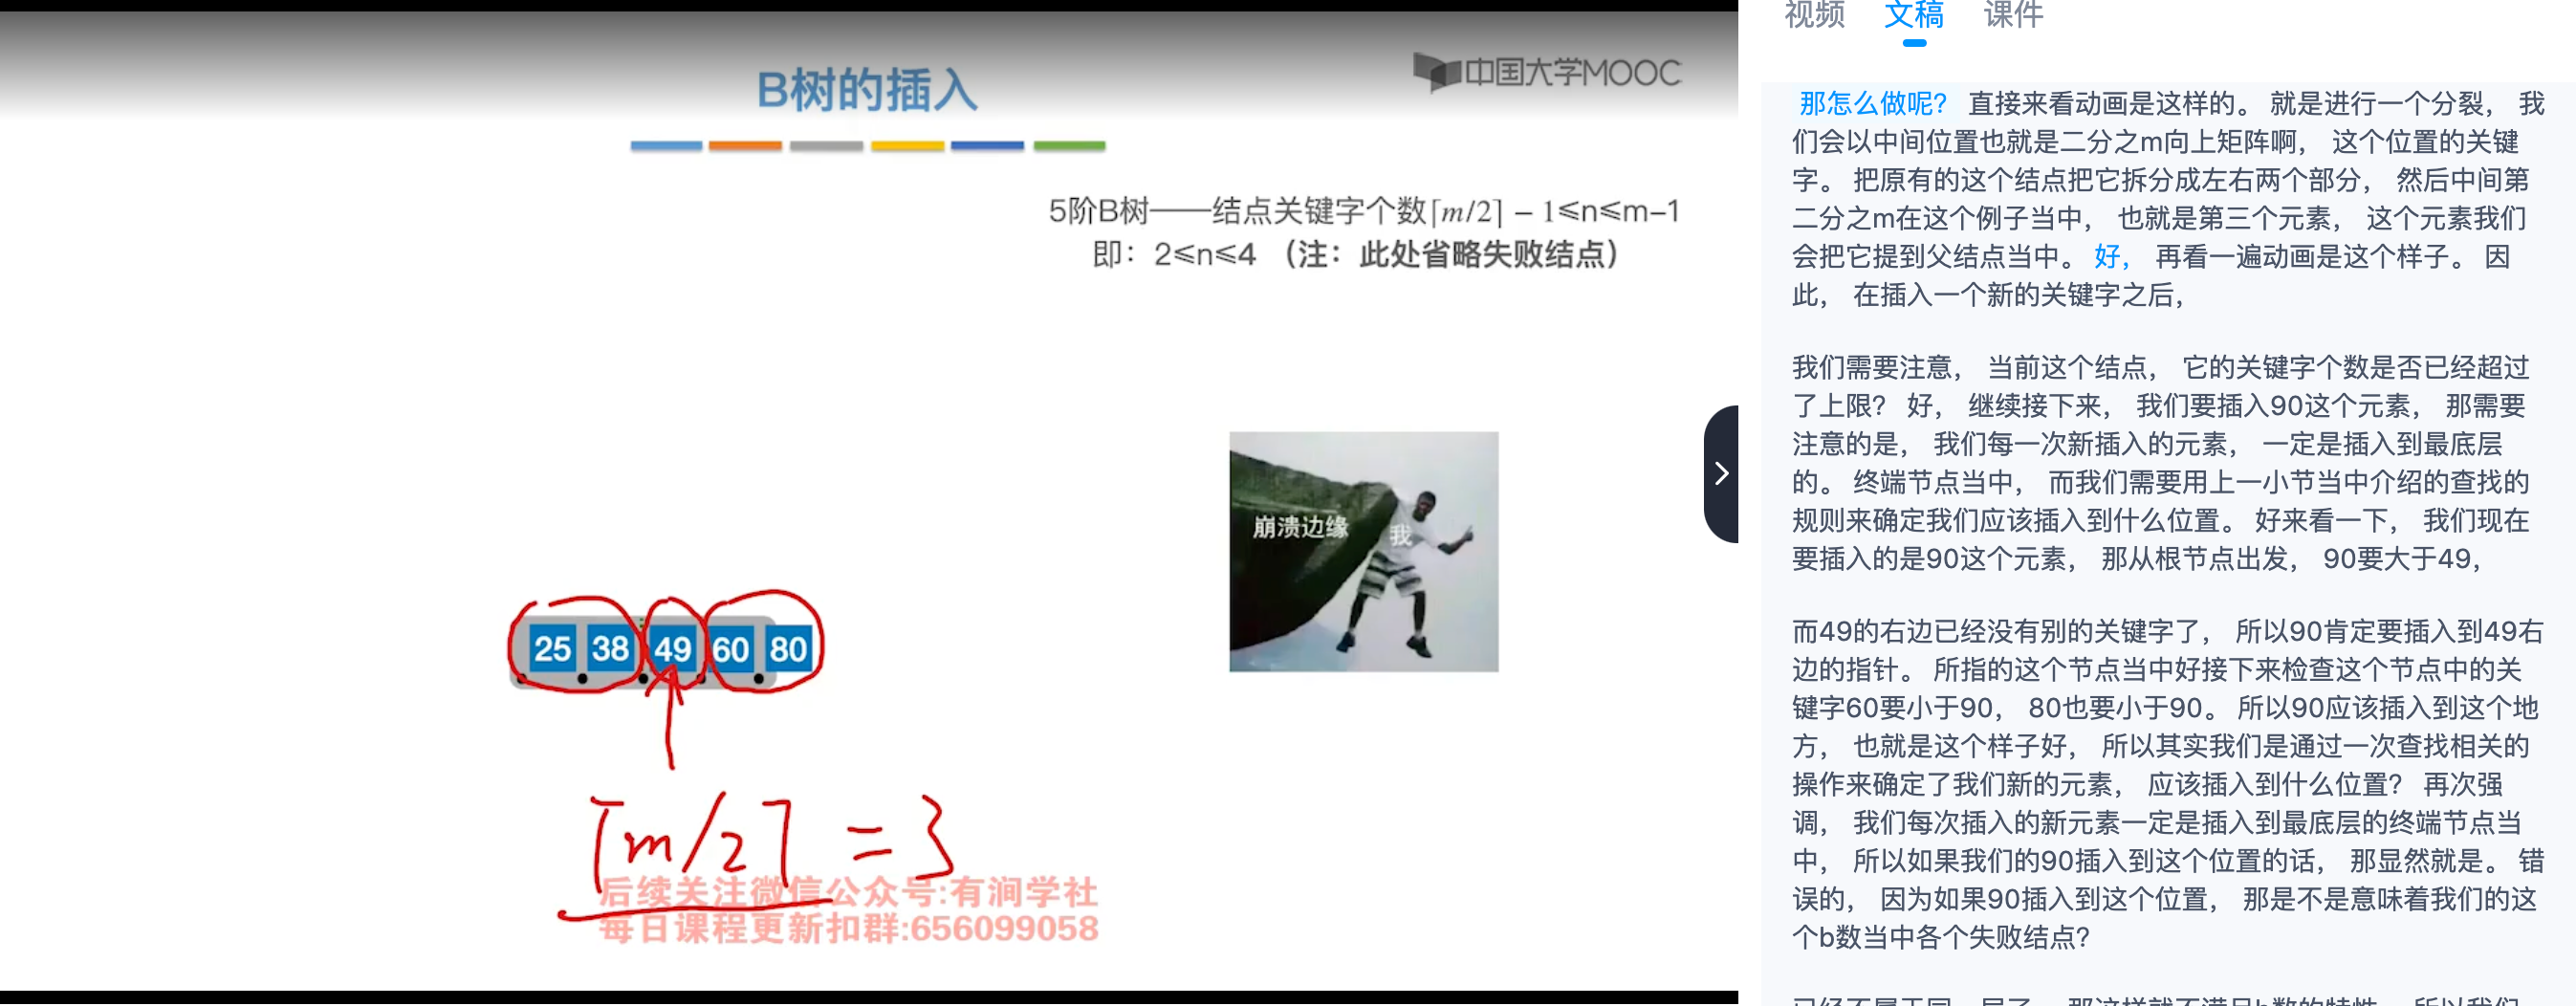 B树的插入
中国大学MOOC
5阶B树——结点关键字个数⌈m/2⌉ − 1≤n≤m−1
即：2≤n≤4 （注：此处省略失败结点）
崩溃边缘
我
25 38 49 60 80
⌈m/2⌉ = 3
后续关注微信公众号:有涧学社
每日课程更新扣群:656099058
视频 文稿 课件
那怎么做呢? 直接来看动画是这样的。 就是进行一个分裂， 我
们会以中间位置也就是二分之m向上矩阵啊， 这个位置的关键
字。 把原有的这个结点把它拆分成左右两个部分， 然后中间第
二分之m在这个例子当中， 也就是第三个元素， 这个元素我们
会把它提到父结点当中。 好， 再看一遍动画是这个样子。 因
此， 在插入一个新的关键字之后，
我们需要注意， 当前这个结点， 它的关键字个数是否已经超过
了上限? 好， 继续接下来， 我们要插入90这个元素， 那需要
注意的是， 我们每一次新插入的元素， 一定是插入到最底层
的。 终端节点当中， 而我们需要用上一小节当中介绍的查找的
规则来确定我们应该插入到什么位置。 好来看一下， 我们现在
要插入的是90这个元素， 那从根节点出发， 90要大于49，
而49的右边已经没有别的关键字了， 所以90肯定要插入到49右
边的指针。 所指的这个节点当中好接下来检查这个节点中的关
键字60要小于90， 80也要小于90。 所以90应该插入到这个地
方， 也就是这个样子好， 所以其实我们是通过一次查找相关的
操作来确定了我们新的元素， 应该插入到什么位置? 再次强
调， 我们每次插入的新元素一定是插入到最底层的终端节点当
中， 所以如果我们的90插入到这个位置的话， 那显然就是。 错
误的， 因为如果90插入到这个位置， 那是不是意味着我们的这
个b数当中各个失败结点?